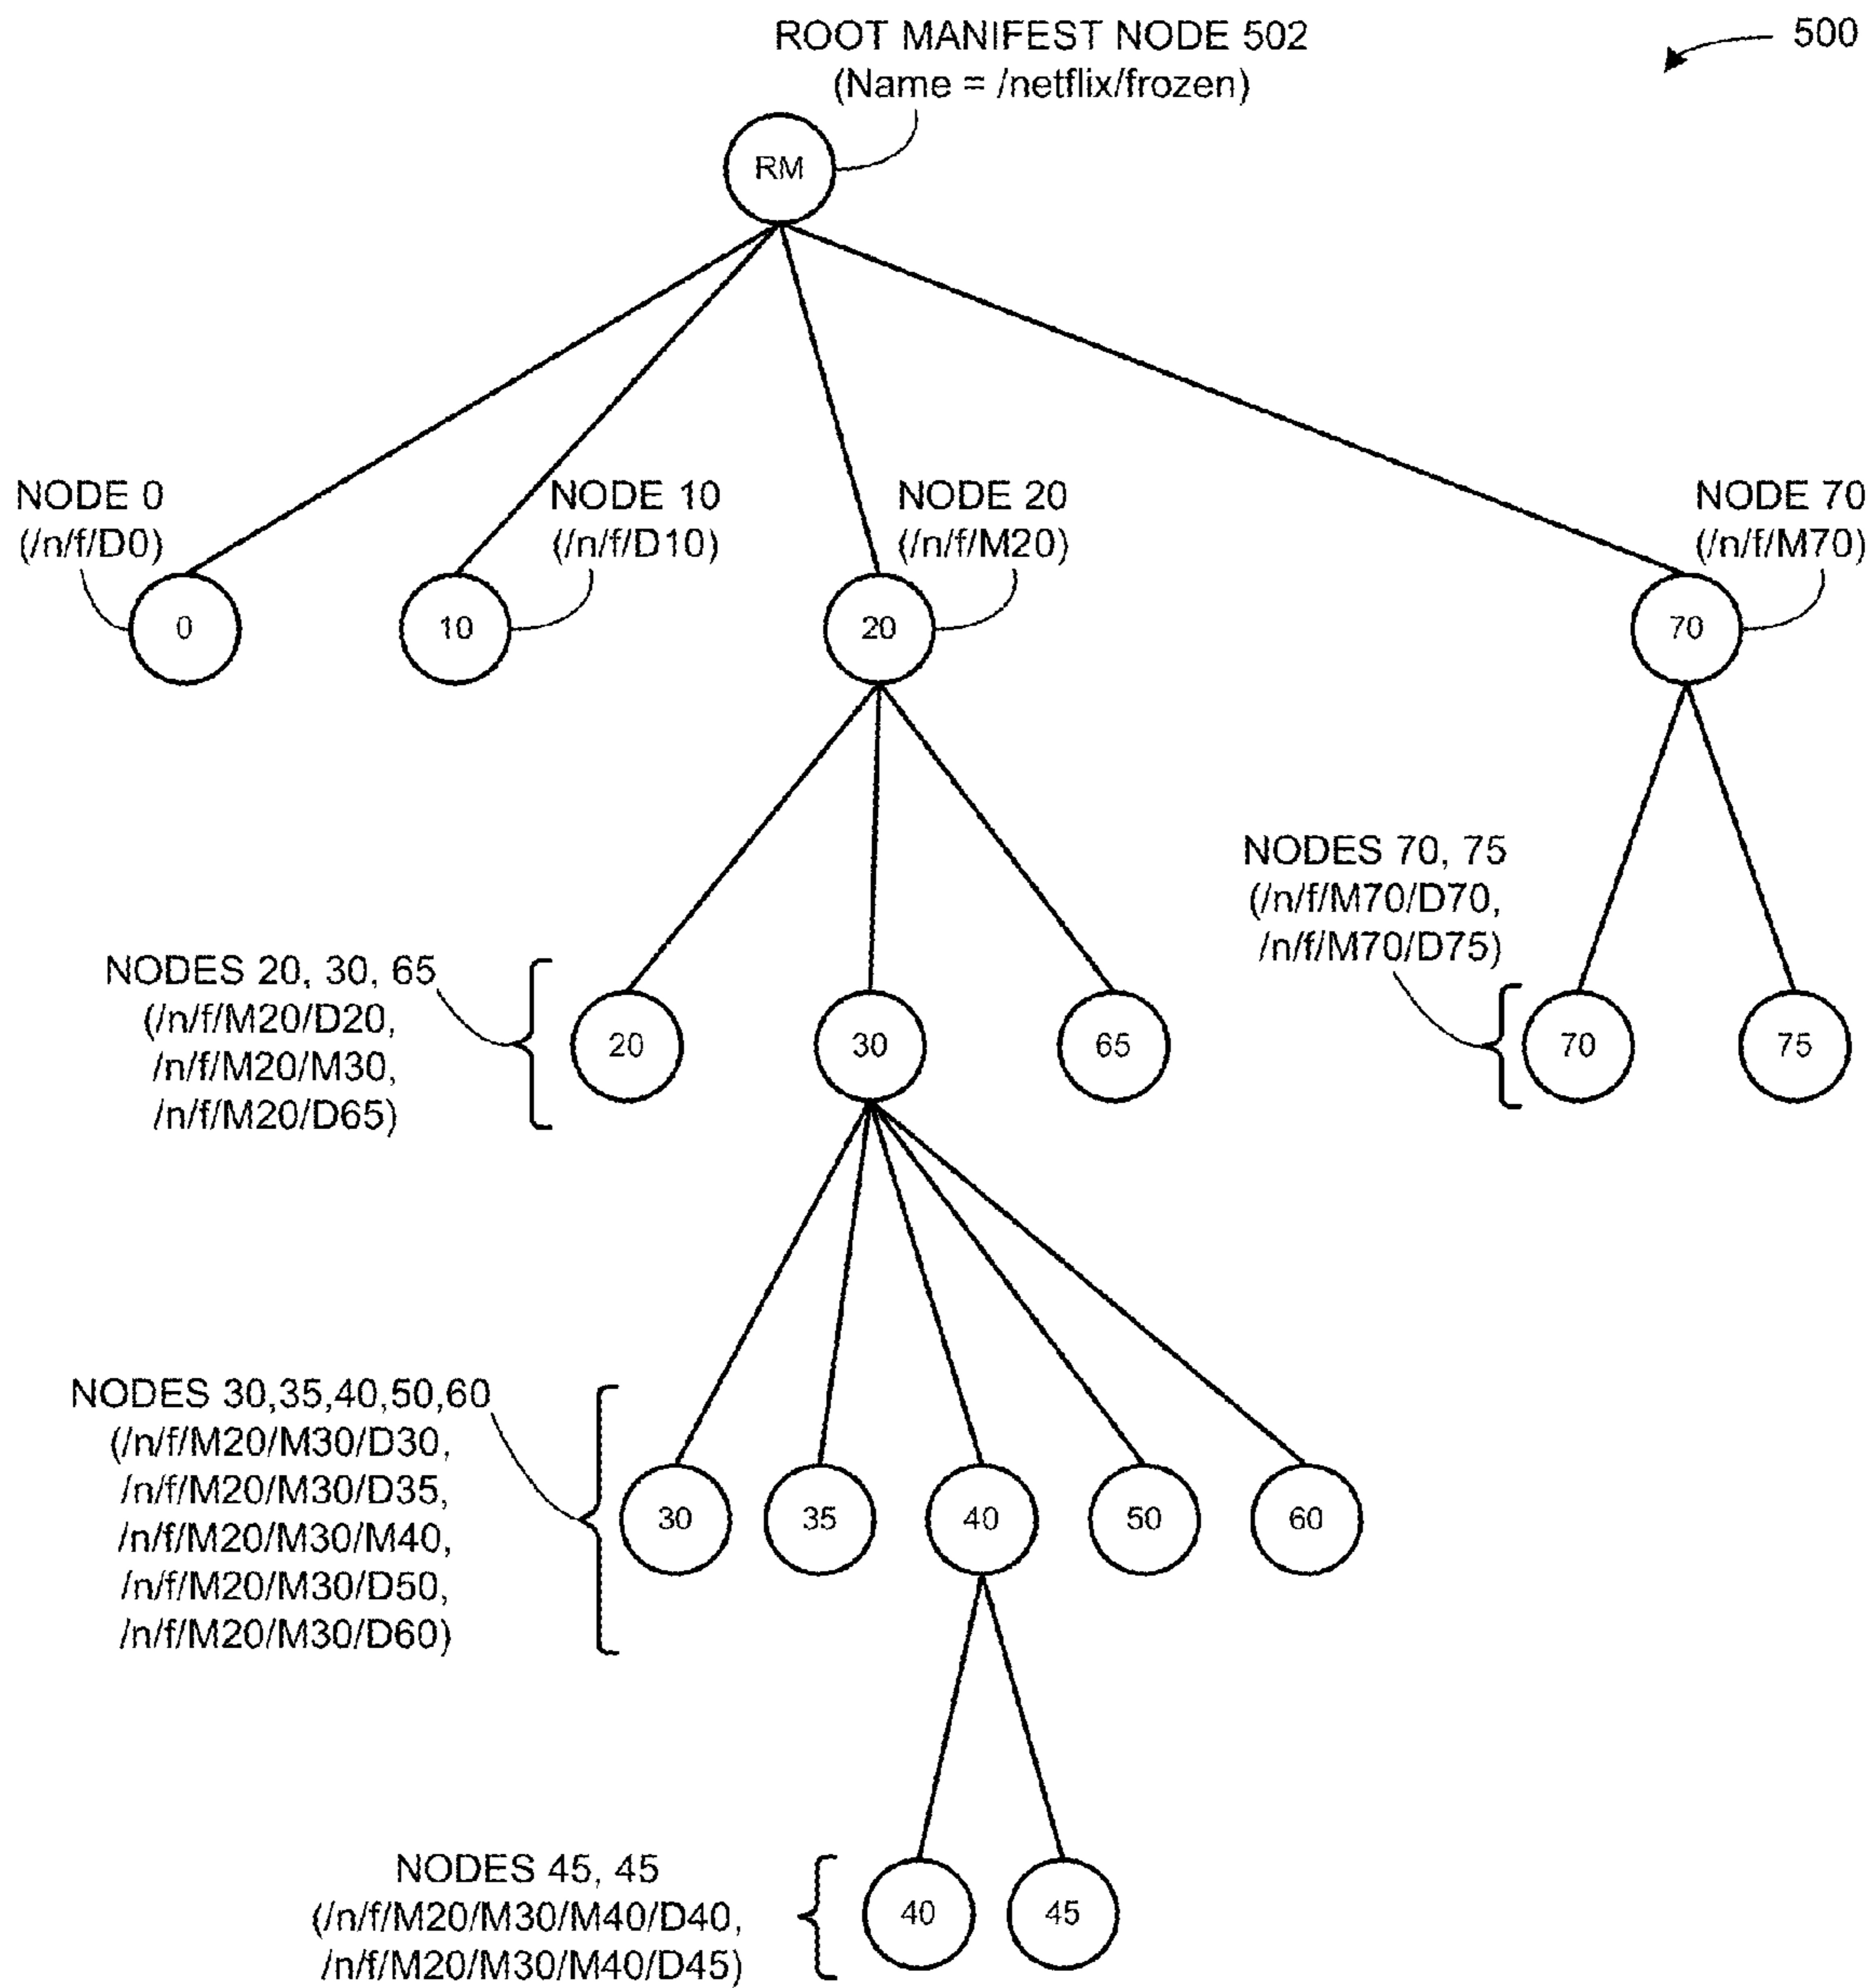 ROOT MANIFEST NODE 502
(Name = /netflix/frozen)
500
RM
NODE 0
(/n/f/D0)
NODE 10
(/n/f/D10)
NODE 20
(/n/f/M20)
NODE 70
(/n/f/M70)
0
10
20
70
NODES 70, 75
(/n/f/M70/D70,
/n/f/M70/D75)
NODES 20, 30, 65
(/n/f/M20/D20,
/n/f/M20/M30,
/n/f/M20/D65)
20
30
65
70
75
NODES 30,35,40,50,60
(/n/f/M20/M30/D30,
/n/f/M20/M30/D35,
/n/f/M20/M30/M40,
/n/f/M20/M30/D50,
/n/f/M20/M30/D60)
30
35
40
50
60
NODES 45, 45
(/n/f/M20/M30/M40/D40,
/n/f/M20/M30/M40/D45)
40
45